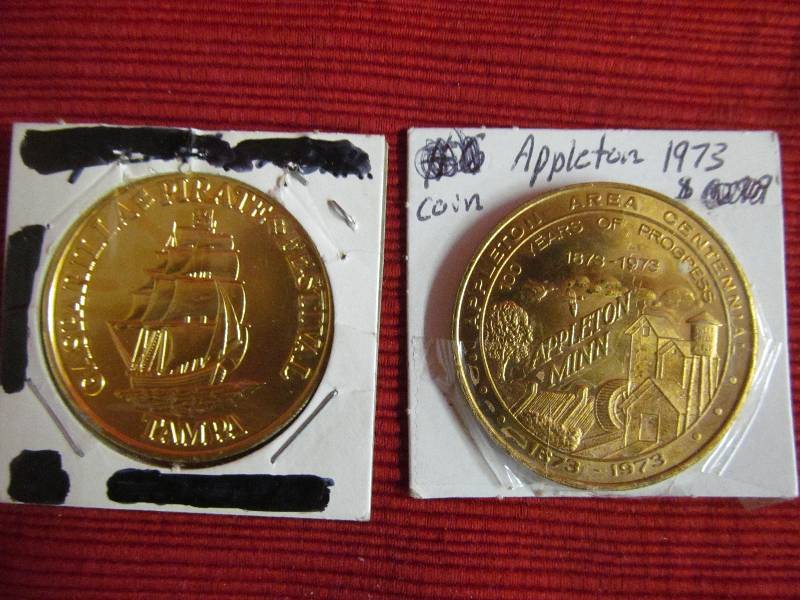 GASPARILLA PIRATE FESTIVAL
TAMPA
Appleton 1973
coin $
APPLETON AREA CENTENNIAL
100 YEARS OF PROGRESS
1873-1973
APPLETON
MINN
1873-1973